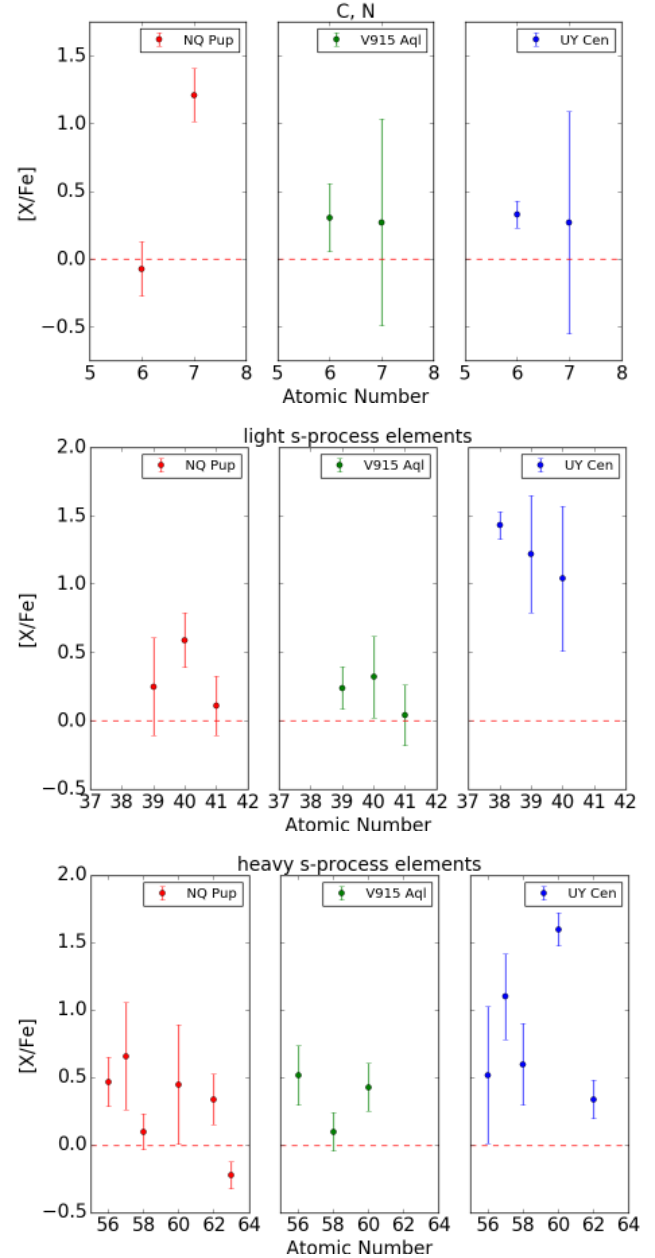 C, N
NQ Pup
V915 Aql
UY Cen
[X/Fe]
1.5
1.0
0.5
0.0
−0.5
5 6 7 8 5 6 7 8 5 6 7 8
Atomic Number
light s-process elements
NQ Pup
V915 Aql
UY Cen
[X/Fe]
2.0
1.5
1.0
0.5
0.0
−0.5
37 38 39 40 41 42 37 38 39 40 41 42 37 38 39 40 41 42
Atomic Number
heavy s-process elements
NQ Pup
V915 Aql
UY Cen
[X/Fe]
2.0
1.5
1.0
0.5
0.0
−0.5
56 58 60 62 64 56 58 60 62 64 56 58 60 62 64
Atomic Number